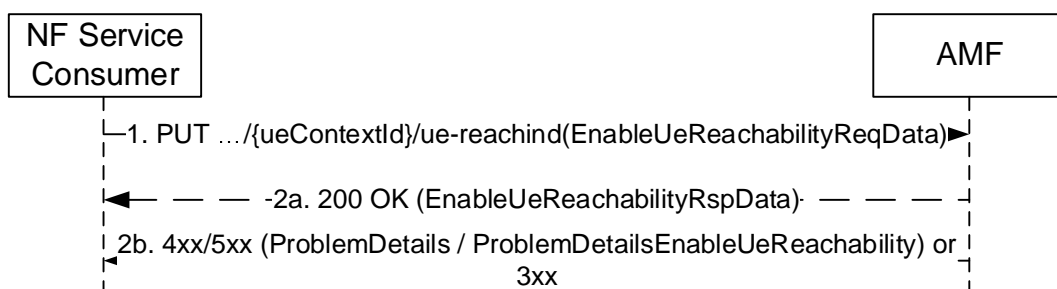 NF Service
Consumer
AMF
1. PUT …/{ueContextId}/ue-reachind(EnableUeReachabilityReqData)
2a. 200 OK (EnableUeReachabilityRspData)
2b. 4xx/5xx (ProblemDetails / ProblemDetailsEnableUeReachability) or
3xx